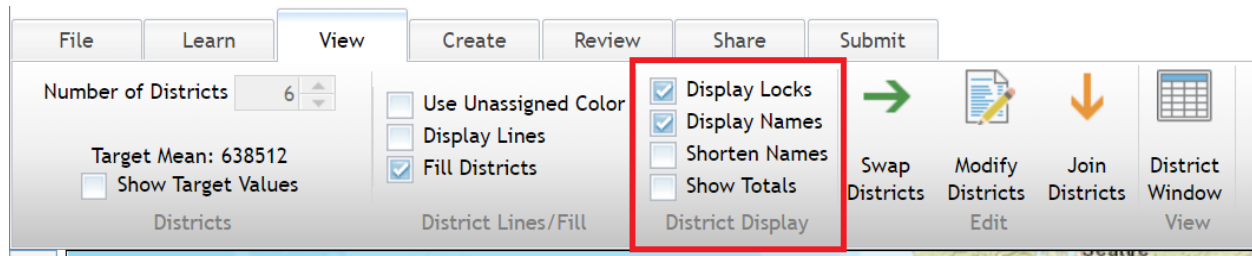 File Learn View Create Review Share Submit
Number of Districts 6
Target Mean: 638512
Show Target Values
Districts
Use Unassigned Color
Display Lines
Fill Districts
District Lines/Fill
Display Locks
Display Names
Shorten Names
Show Totals
District Display
Swap
Districts
Modify
Districts
Join
Districts
Edit
District
Window
View